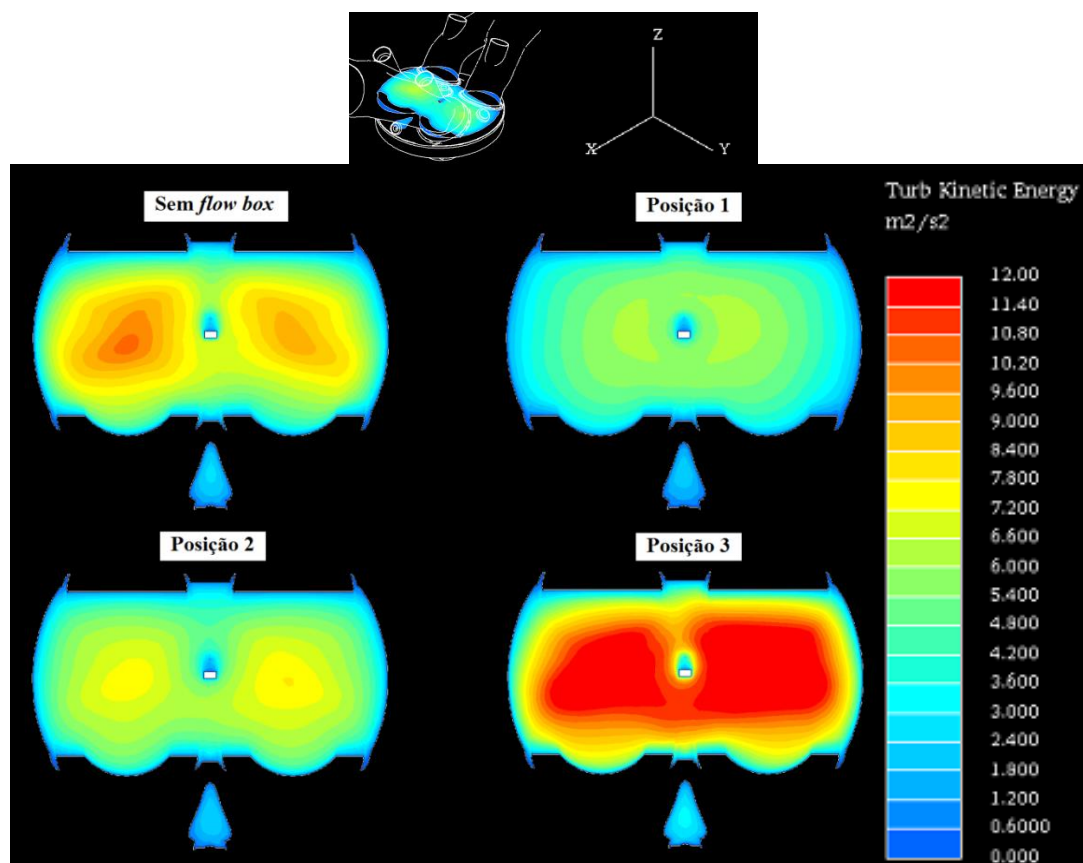 Z
X
Y
Sem flow box
Posição 1
Turb Kinetic Energy
m2/s2
12.00
11.40
10.80
10.20
9.600
9.000
8.400
7.800
7.200
6.600
6.000
5.400
4.800
4.200
3.600
3.000
2.400
1.800
1.200
0.6000
0.000
Posição 2
Posição 3